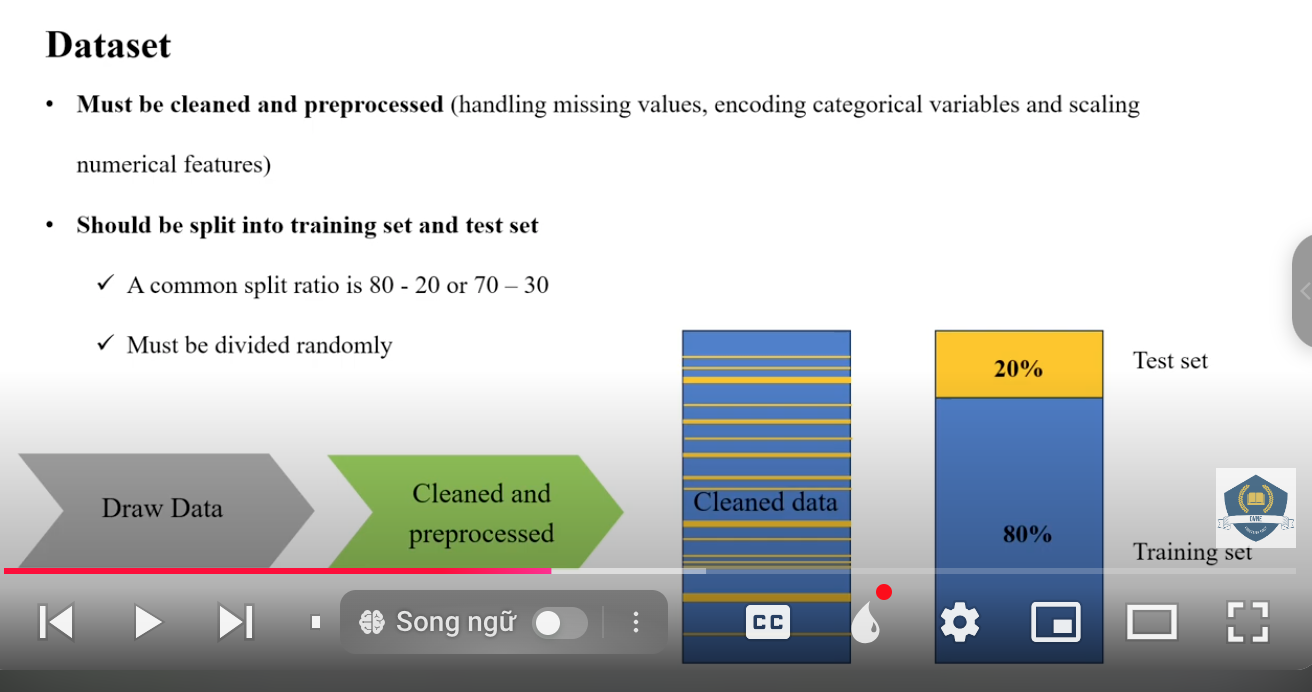 Dataset
• Must be cleaned and preprocessed (handling missing values, encoding categorical variables and scaling
numerical features)
• Should be split into training set and test set
✓ A common split ratio is 80 - 20 or 70 – 30
✓ Must be divided randomly
Draw Data
Cleaned and
preprocessed
Cleaned data
20%
80%
Test set
Training set
Song ngữ
CC